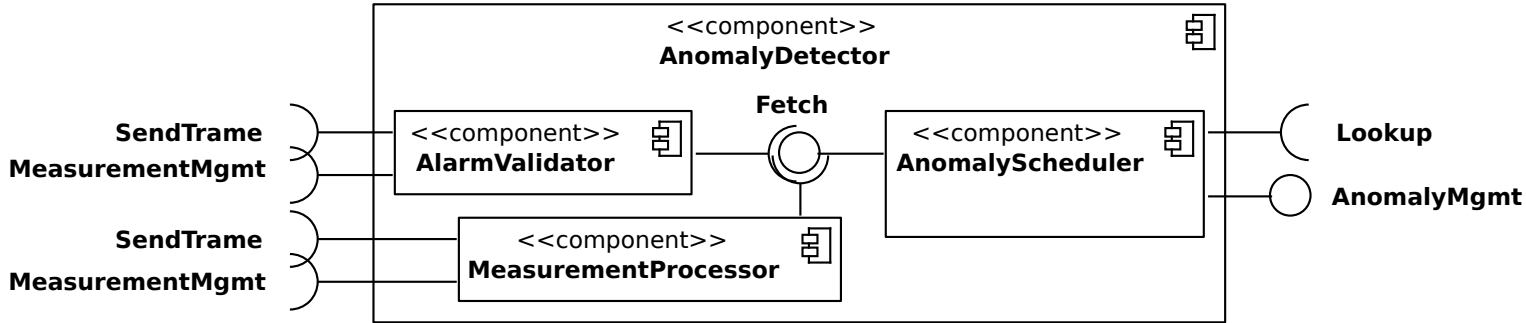 <<component>>
AnomalyDetector
Fetch
SendTrame
MeasurementMgmt
<<component>>
AlarmValidator
<<component>>
AnomalyScheduler
Lookup
AnomalyMgmt
SendTrame
MeasurementMgmt
<<component>>
MeasurementProcessor